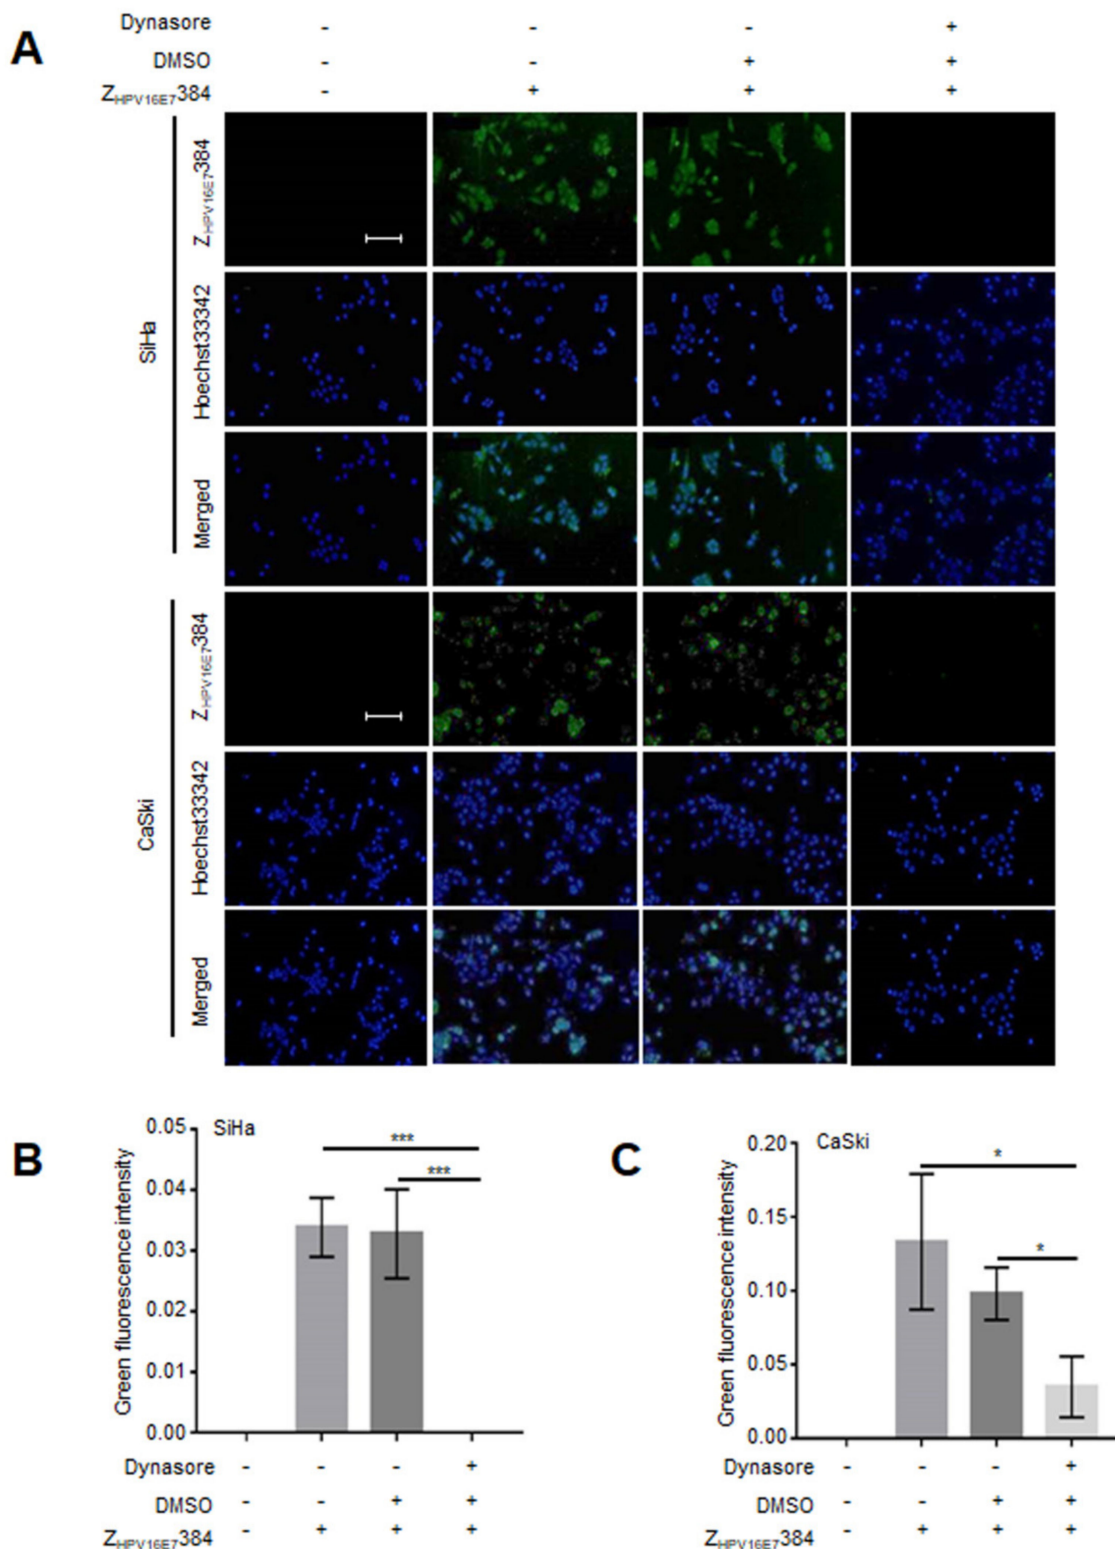 A
Dynasore - - - +
DMSO - - + +
ZHPV16E7384 - + + +
SiHa
ZHPV16E7384
Hoechst33342
Merged
CaSki
ZHPV16E7384
Hoechst33342
Merged
B
SiHa
Green fluorescence intensity
0.05
0.04
0.03
0.02
0.01
0.00
***
***
Dynasore - - - +
DMSO - - + +
ZHPV16E7384 - + + +
C
CaSki
Green fluorescence intensity
0.20
0.15
0.10
0.05
0.00
*
*
Dynasore - - - +
DMSO - - + +
ZHPV16E7384 - + + +